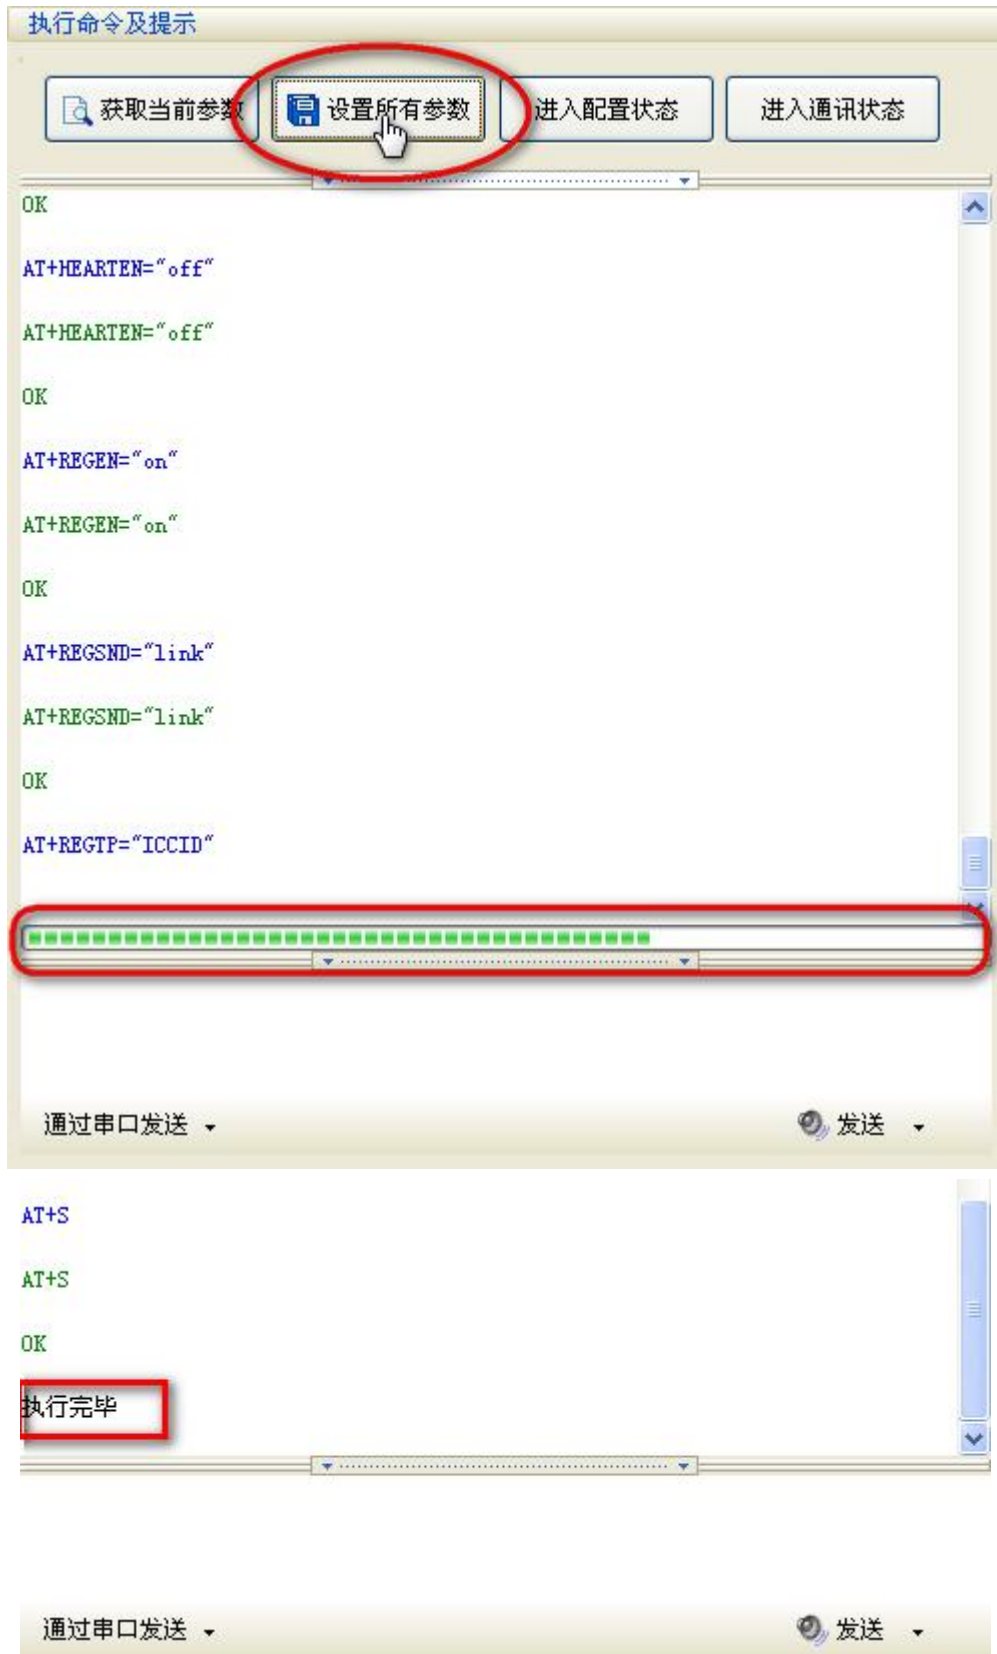 执行命令及提示
获取当前参数 设置所有参数 进入配置状态 进入通讯状态
OK
AT+HEARTEN="off"
AT+HEARTEN="off"
OK
AT+REGEN="on"
AT+REGEN="on"
OK
AT+REGSND="link"
AT+REGSND="link"
OK
AT+REGTP="ICCID"
通过串口发送 发送
AT+S
AT+S
OK
执行完毕
通过串口发送 发送